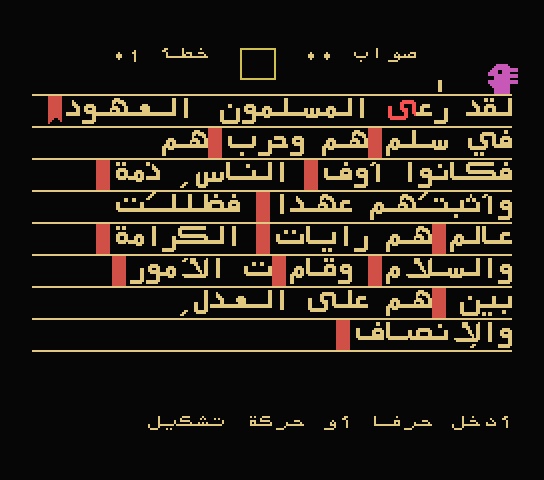 صواب ٠٠ خطأ ٠١
لقد رعى المسلمون العهود
في سلم هم وحرب هم
فكانوا أوف الناس ذمة
وأثبتهم عهدا فظللت
عالم هم رايات الكرامة
والسلام وقام ت الأمور
بين هم على العدل
والإنصاف
أدخل حرفا أو حركة تشكيل